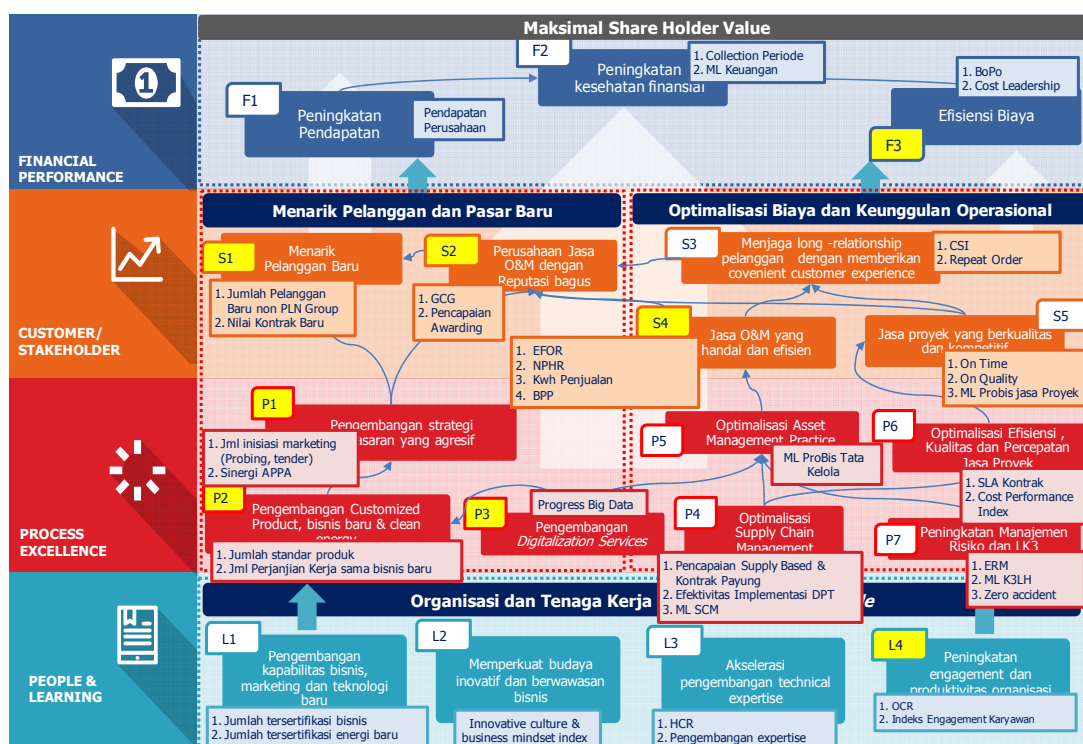 Maksimal Share Holder Value
FINANCIAL
PERFORMANCE
F1
Peningkatan
Pendapatan
Pendapatan
Perusahaan
F2
Peningkatan
kesehatan finansial
1. Collection Periode
2. ML Keuangan
1. BoPo
2. Cost Leadership
F3
Efisiensi Biaya
CUSTOMER/
STAKEHOLDER
Menarik Pelanggan dan Pasar Baru
Optimalisasi Biaya dan Keunggulan Operasional
S1
Menarik
Pelanggan Baru
1. Jumlah Pelanggan
Baru non PLN Group
2. Nilai Kontrak Baru
S2
Perusahaan Jasa
O&M dengan
Reputasi bagus
1. GCG
2. Pencapaian
Awarding
S3
Menjaga long -relationship
pelanggan dengan memberikan
covenient customer experience
1. CSI
2. Repeat Order
S4
Jasa O&M yang
handal dan efisien
1. EFOR
2. NPHR
3. Kwh Penjualan
4. BPP
S5
Jasa proyek yang berkualitas
dan kompetitif
1. On Time
2. On Quality
3. ML Probis jasa Proyek
PROCESS
EXCELLENCE
P1
Pengembangan strategi
asaran yang agresif
1. Jml inisiasi marketing
(Probing, tender)
2. Sinergi APPA
P2
Pengembangan Customized
Product, bisnis baru & clean
energy
1. Jumlah standar produk
2. Jml Perjanjian Kerja sama bisnis baru
P3
Progress Big Data
Pengembangan
Digitalization Services
P5
Optimalisasi Asset
Management Practice
ML ProBis Tata
Kelola
P4
Optimalisasi
Supply Chain
Management
1. Pencapaian Supply Based &
Kontrak Payung
2. Efektivitas Implementasi DPT
3. ML SCM
P6
Optimalisasi Efisiensi ,
Kualitas dan Percepatan
Jasa Proyek
1. SLA Kontrak
2. Cost Performance
Index
P7
Peningkatan Manajemen
Risiko dan LK3
1. ERM
2. ML K3LH
3. Zero accident
PEOPLE &
LEARNING
Organisasi dan Tenaga Kerja
L1
Pengembangan
kapabilitas bisnis,
marketing dan teknologi
baru
1. Jumlah tersertifikasi bisnis
2. Jumlah tersertifikasi energi baru
L2
Memperkuat budaya
inovatif dan berwawasan
bisnis
Innovative culture &
business mindset index
L3
Akselerasi
pengembangan technical
expertise
1. HCR
2. Pengembangan expertise
L4
Peningkatan
engagement dan
produktivitas organisasi
1. OCR
2. Indeks Engagement Karyawan